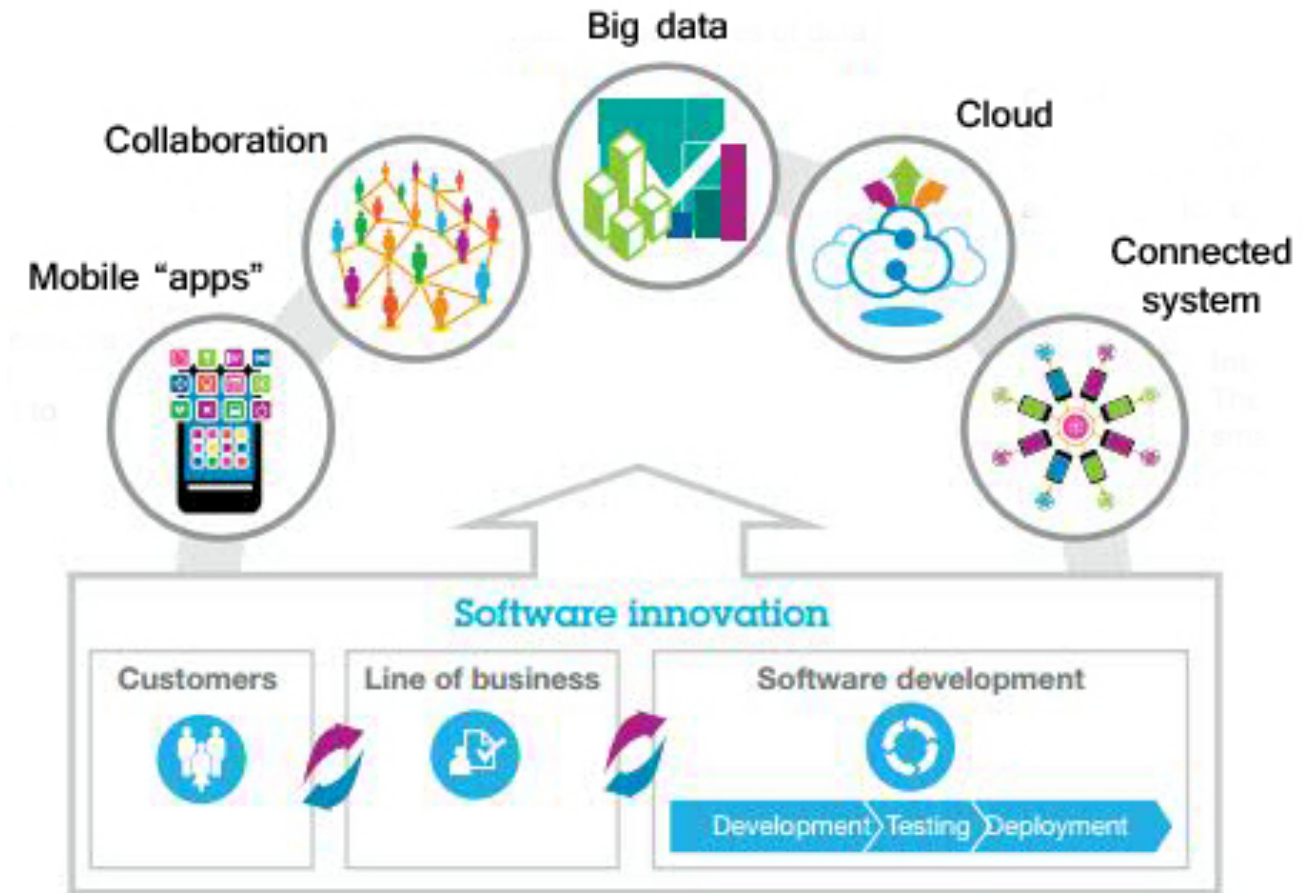 Big data
Cloud
Collaboration
Connected
system
Mobile “apps”
Software innovation
Customers
Line of business
Software development
Development
Testing
Deployment